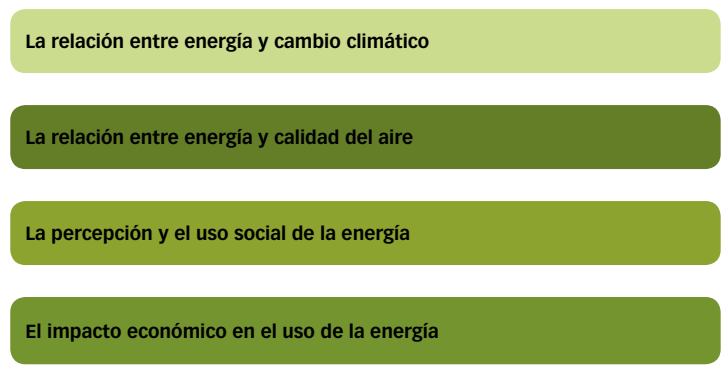 La relación entre energía y cambio climático
La relación entre energía y calidad del aire
La percepción y el uso social de la energía
El impacto económico en el uso de la energía